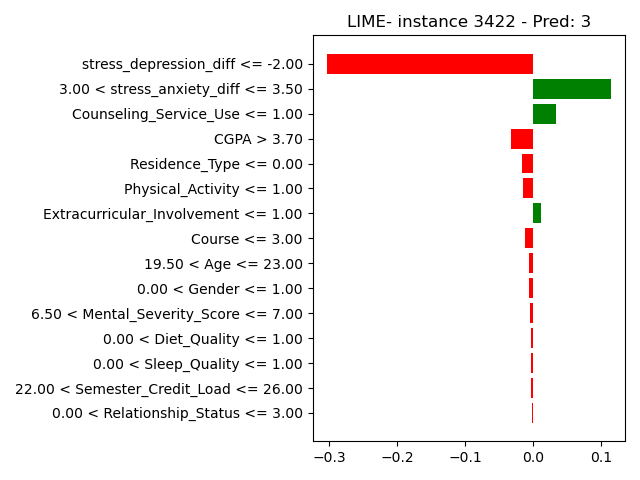 LIME- instance 3422 - Pred: 3
stress_depression_diff <= -2.00
3.00 < stress_anxiety_diff <= 3.50
Counseling_Service_Use <= 1.00
CGPA > 3.70
Residence_Type <= 0.00
Physical_Activity <= 1.00
Extracurricular_Involvement <= 1.00
Course <= 3.00
19.50 < Age <= 23.00
0.00 < Gender <= 1.00
6.50 < Mental_Severity_Score <= 7.00
0.00 < Diet_Quality <= 1.00
0.00 < Sleep_Quality <= 1.00
22.00 < Semester_Credit_Load <= 26.00
0.00 < Relationship_Status <= 3.00
−0.3 −0.2 −0.1 0.0 0.1